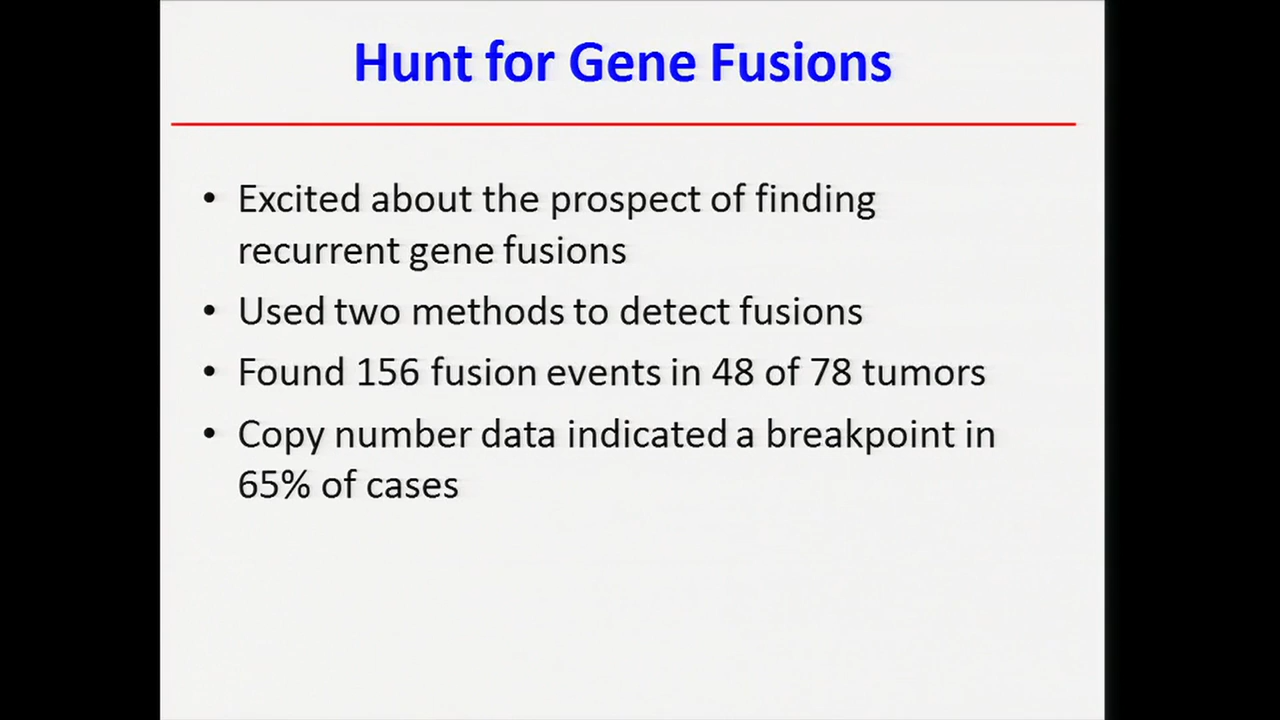 Hunt for Gene Fusions
• Excited about the prospect of finding
recurrent gene fusions
• Used two methods to detect fusions
• Found 156 fusion events in 48 of 78 tumors
• Copy number data indicated a breakpoint in
65% of cases